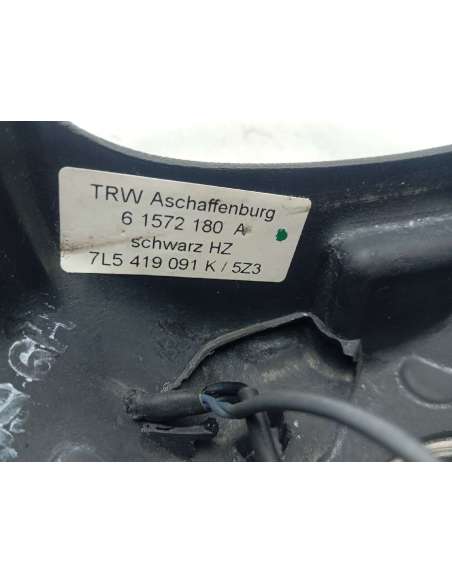 TRW Aschaffenburg
6 1572 180 A
schwarz HZ
7L5 419 091 K / 5Z3